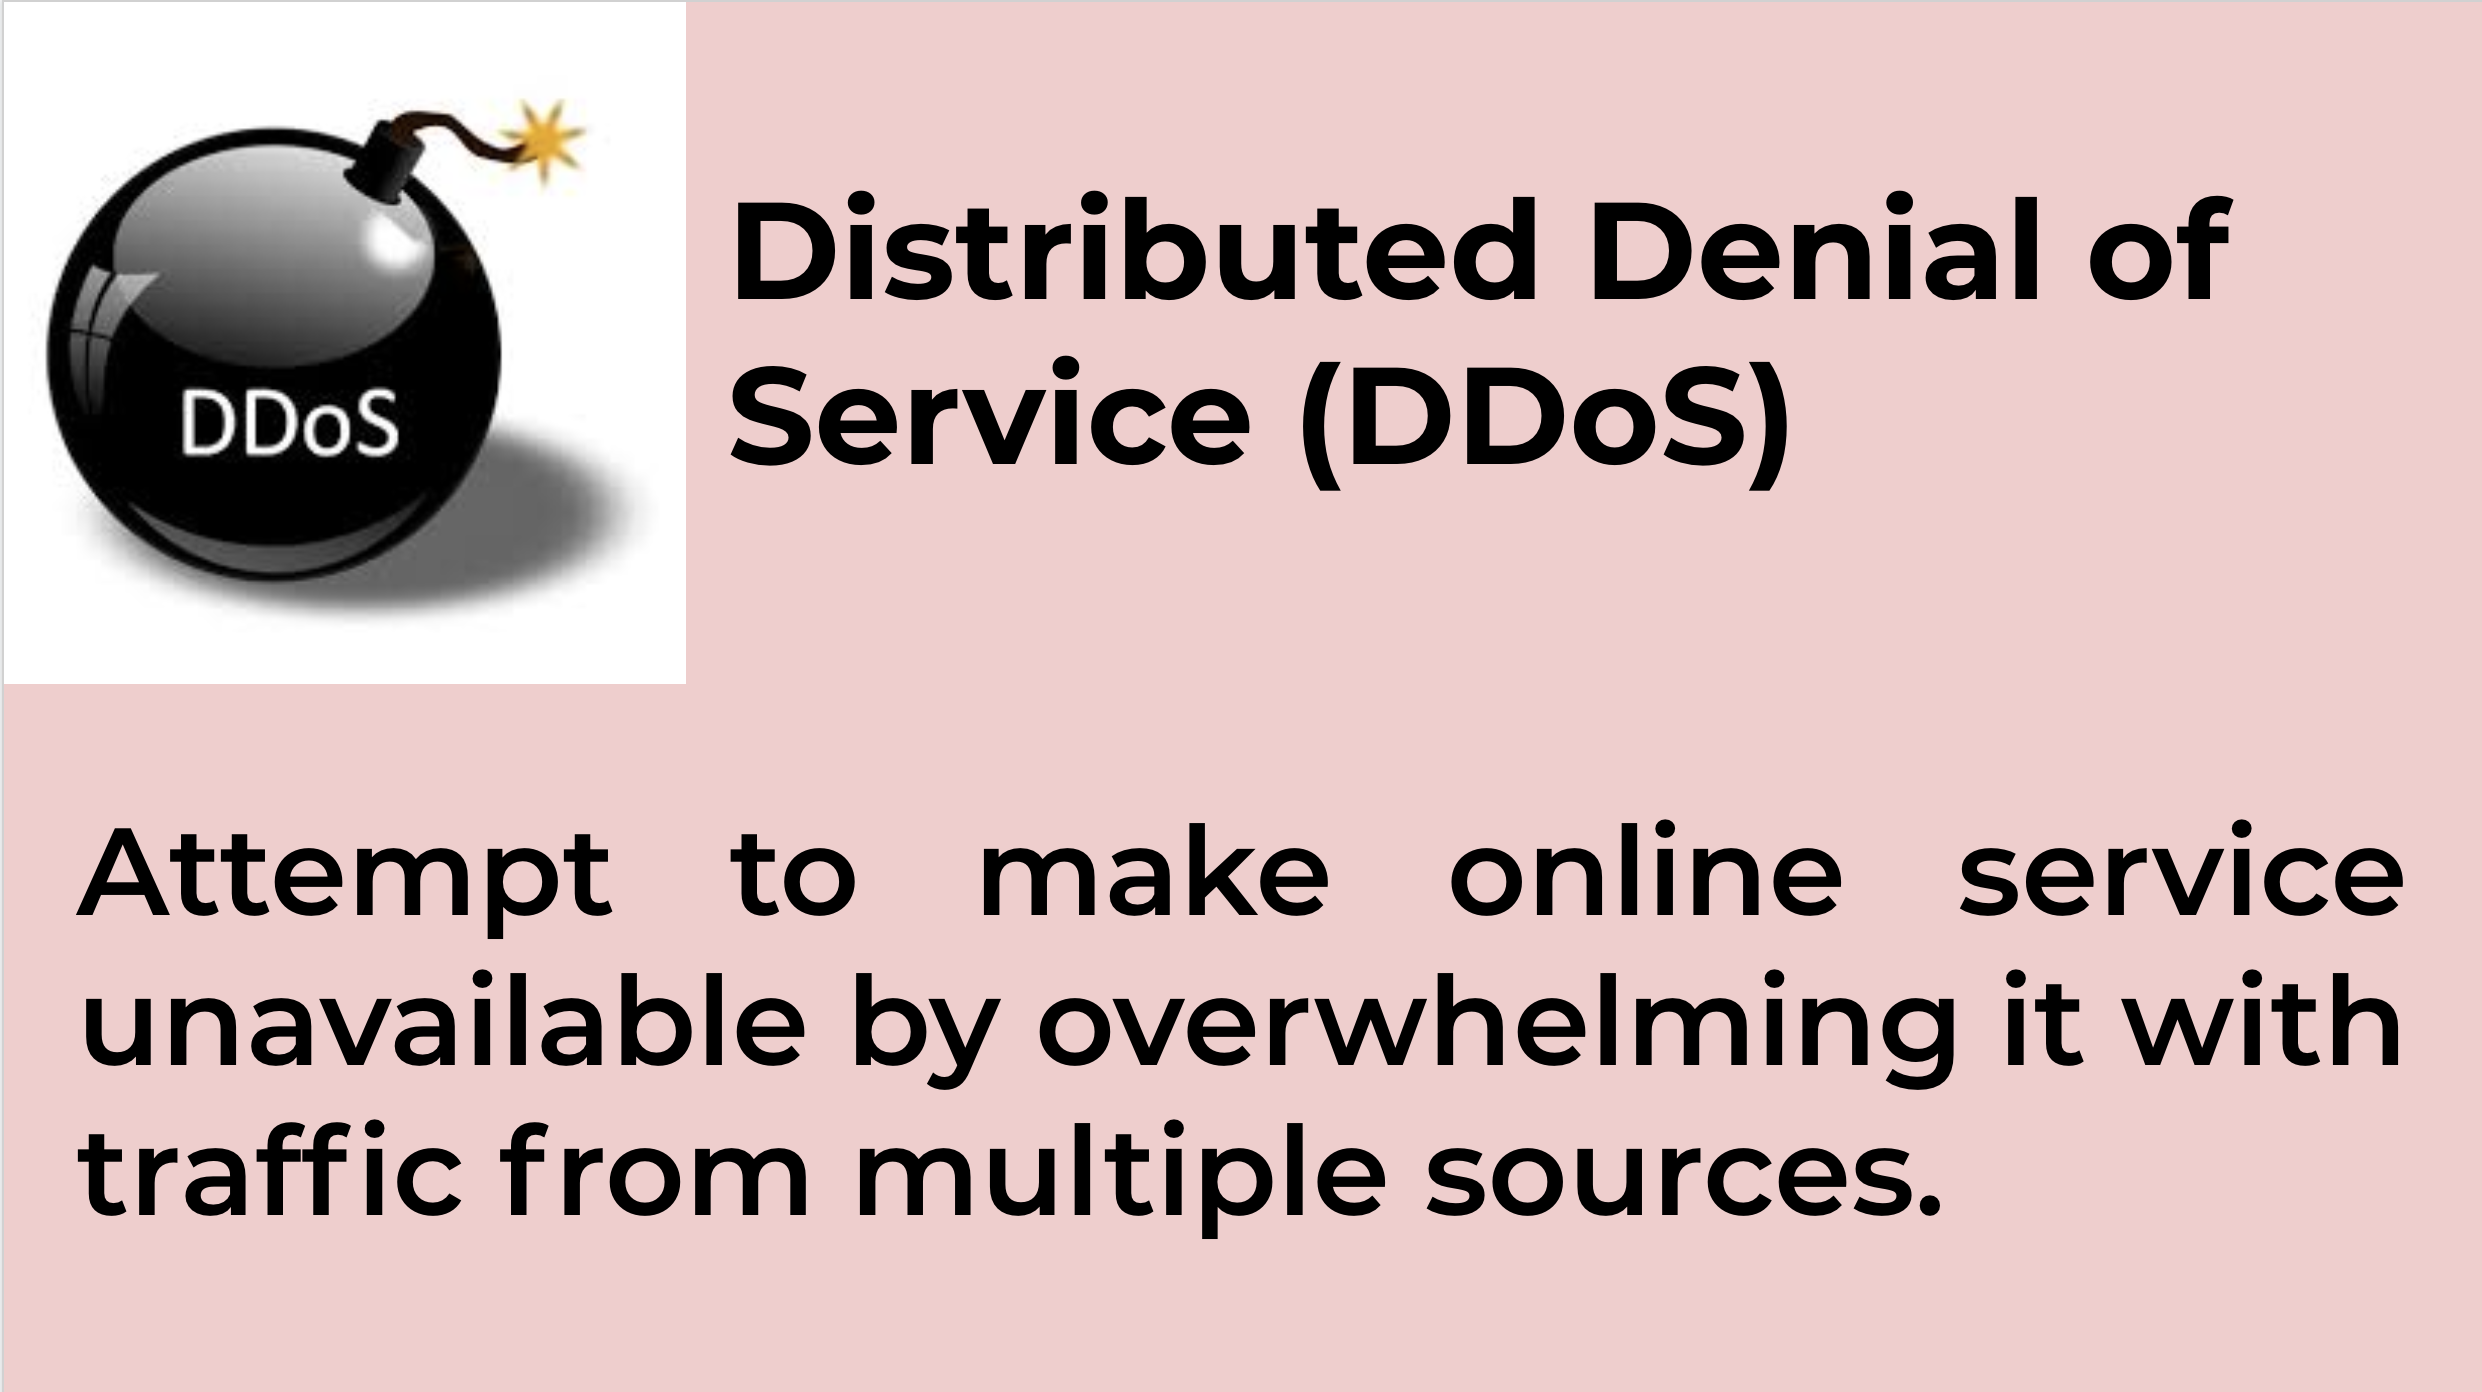 DDoS
Distributed Denial of
Service (DDoS)
Attempt to make online service
unavailable by overwhelming it with
traffic from multiple sources.